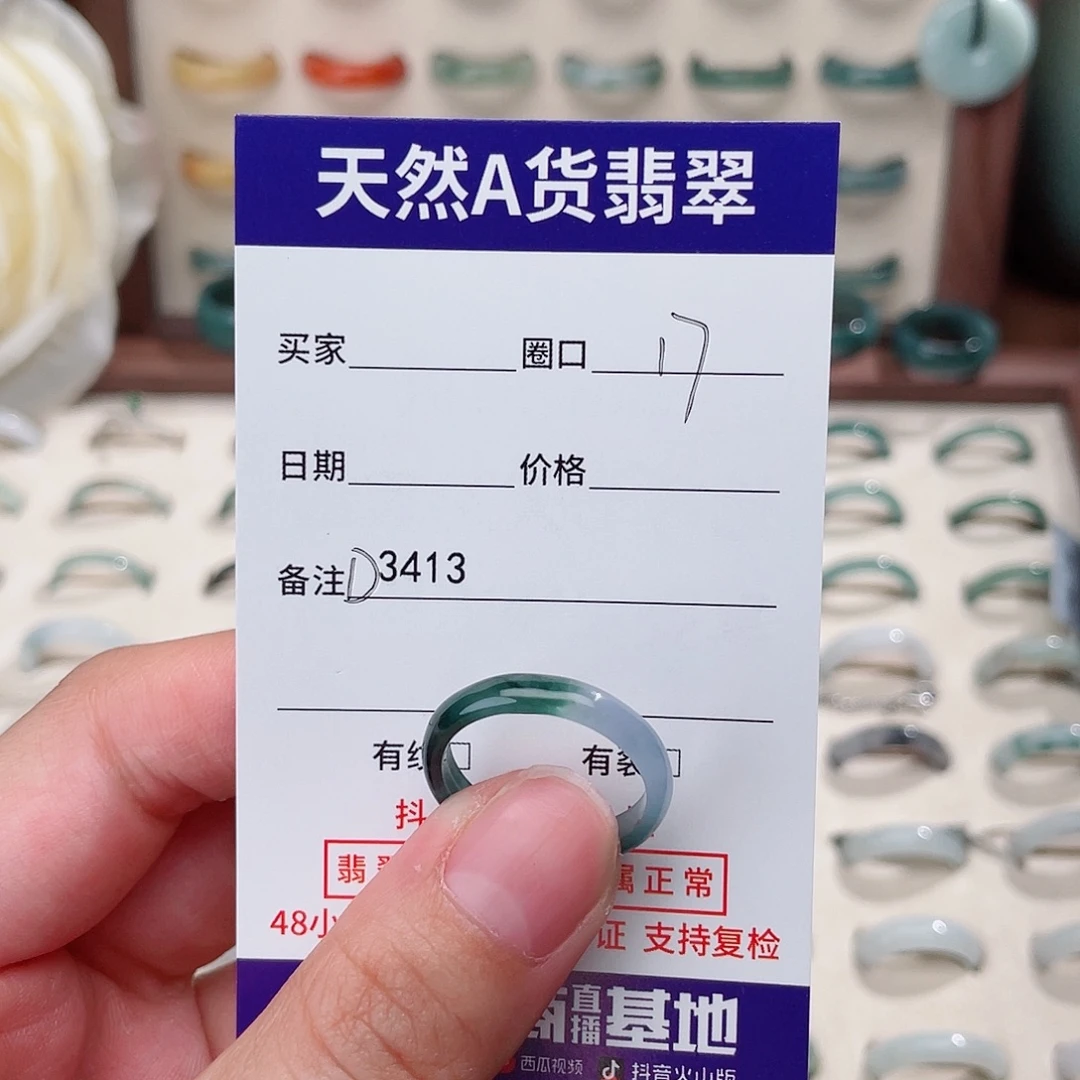 天然A货翡翠
买家 圈口 17
日期 价格
备注 D3413
有纹 有裂
抖
翡翠 属正常
48小 证 支持复检
直播基地
西瓜视频 抖音火山版